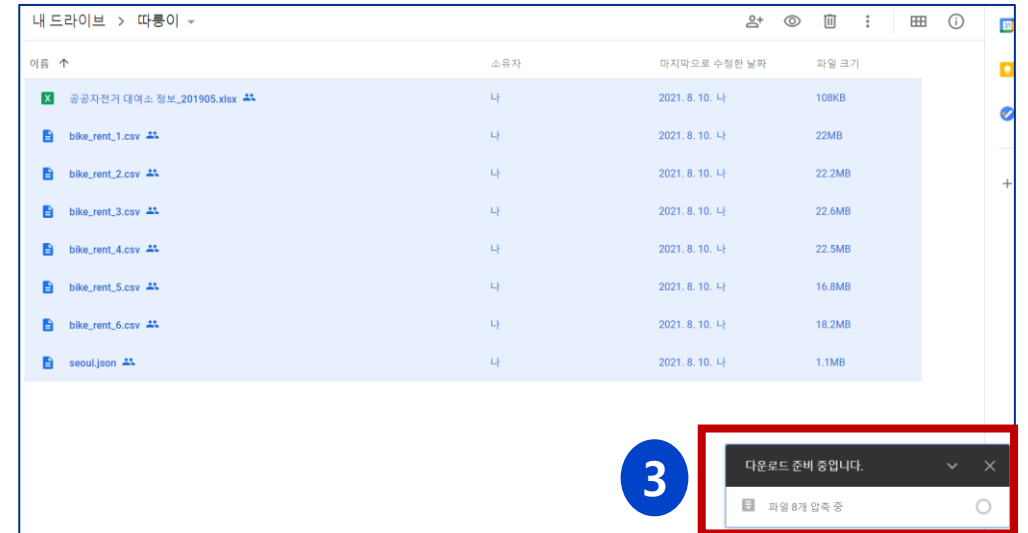 내 드라이브 > 따릉이
이름 ↑ 소유자 마지막으로 수정한 날짜 파일 크기
공공자전거 대여소 정보_201905.xlsx 나 2021. 8. 10. 나 108KB
bike_rent_1.csv 나 2021. 8. 10. 나 22MB
bike_rent_2.csv 나 2021. 8. 10. 나 22.2MB
bike_rent_3.csv 나 2021. 8. 10. 나 22.6MB
bike_rent_4.csv 나 2021. 8. 10. 나 22.5MB
bike_rent_5.csv 나 2021. 8. 10. 나 16.8MB
bike_rent_6.csv 나 2021. 8. 10. 나 18.2MB
seoul.json 나 2021. 8. 10. 나 1.1MB
3
다운로드 준비 중입니다.
파일 8개 압축 중